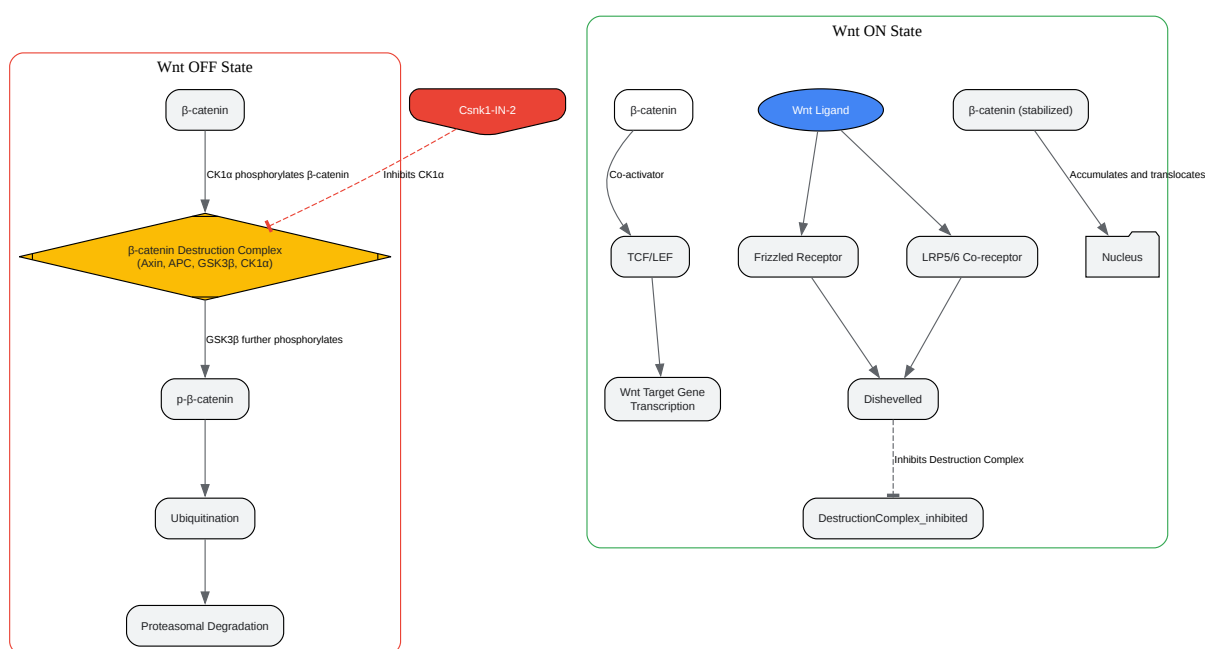 Wnt OFF State
β-catenin
CK1α phosphorylates β-catenin
β-catenin Destruction Complex
(Axin, APC, GSK3β, CK1α)
GSK3β further phosphorylates
p-β-catenin
Ubiquitination
Proteasomal Degradation
Csnk1-IN-2
Inhibits CK1α
Wnt ON State
β-catenin
Co-activator
TCF/LEF
Wnt Target Gene
Transcription
Wnt Ligand
Frizzled Receptor
LRP5/6 Co-receptor
Dishevelled
Inhibits Destruction Complex
DestructionComplex_inhibited
β-catenin (stabilized)
Accumulates and translocates
Nucleus